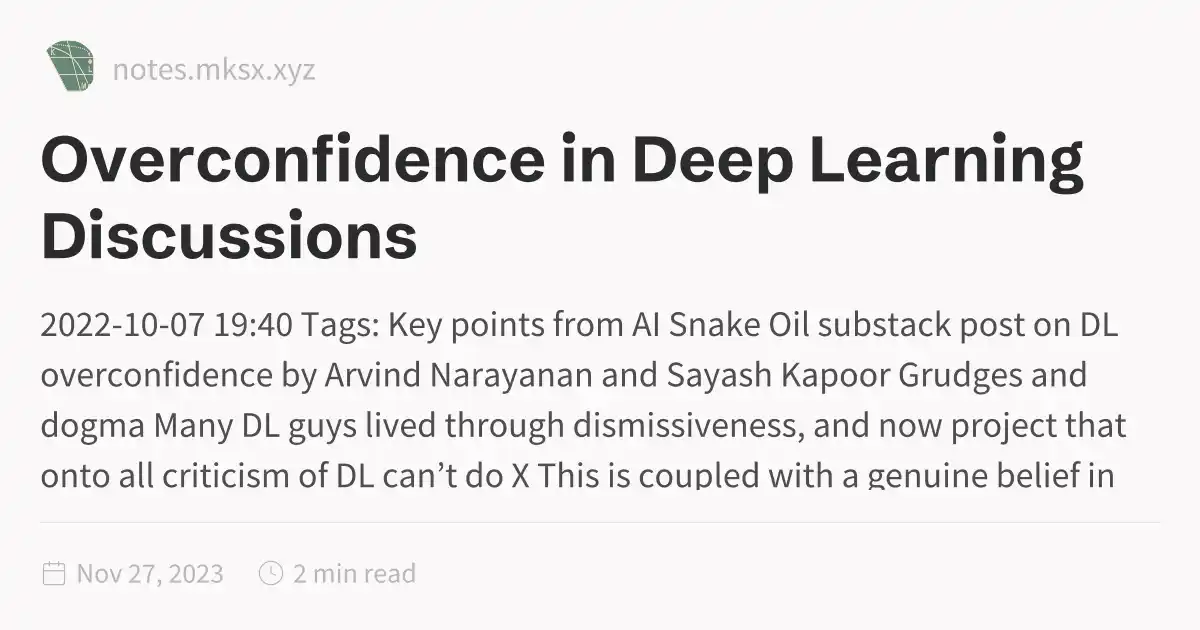 notes.mksx.xyz
Overconfidence in Deep Learning
Discussions
2022-10-07 19:40 Tags: Key points from AI Snake Oil substack post on DL
overconfidence by Arvind Narayanan and Sayash Kapoor Grudges and
dogma Many DL guys lived through dismissiveness, and now project that
onto all criticism of DL can’t do X This is coupled with a genuine belief in
Nov 27, 2023
2 min read